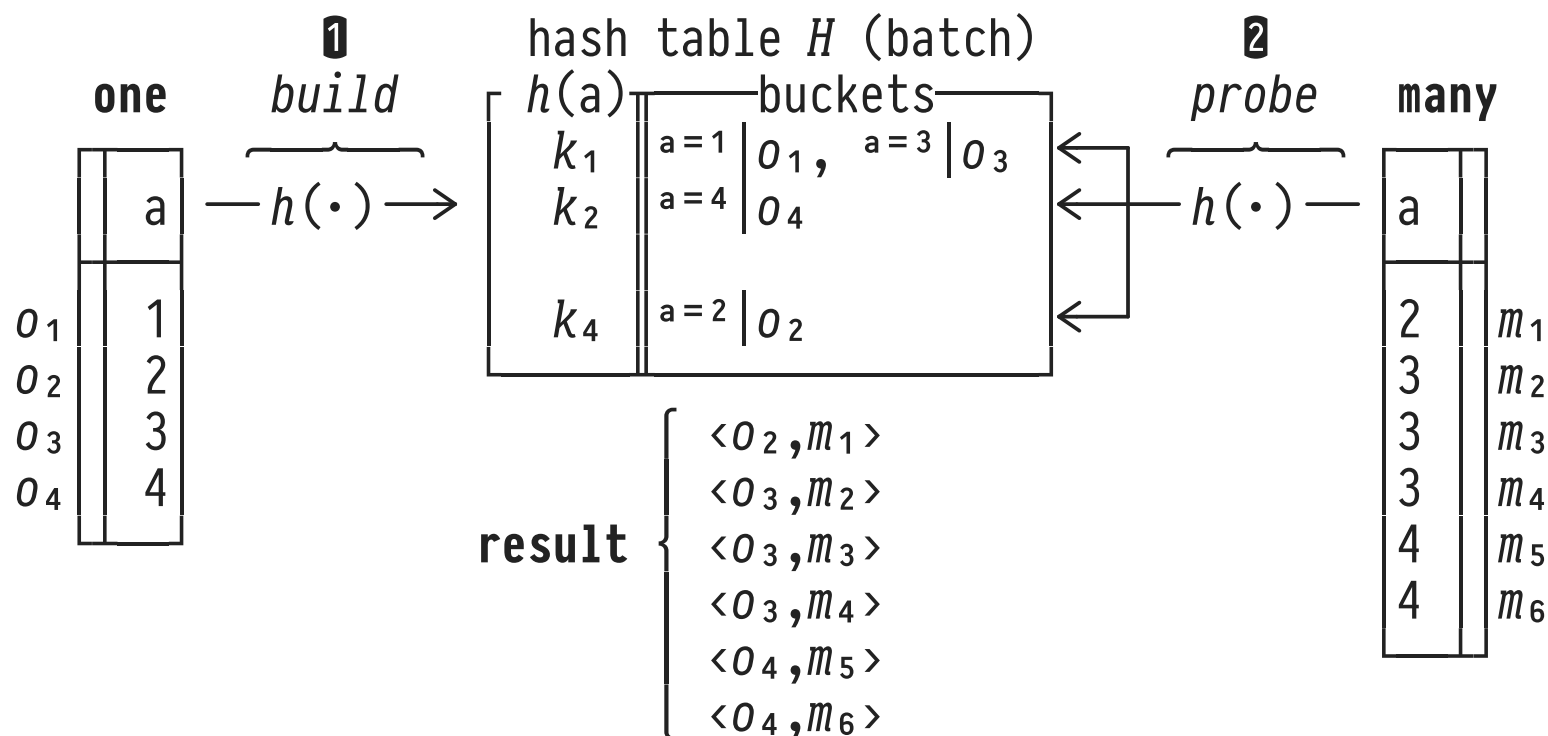 1 hash table H (batch) 2
one build h(a) buckets probe many
k1 a=1|o1, a=3|o3
a h(·) k2 a=4|o4 h(·) a
o1 1 k4 a=2|o2 2 m1
o2 2 3 m2
o3 3 <o2,m1> 3 m3
o4 4 <o3,m2> 3 m4
result <o3,m3> 4 m5
<o3,m4> 4 m6
<o4,m5>
<o4,m6>